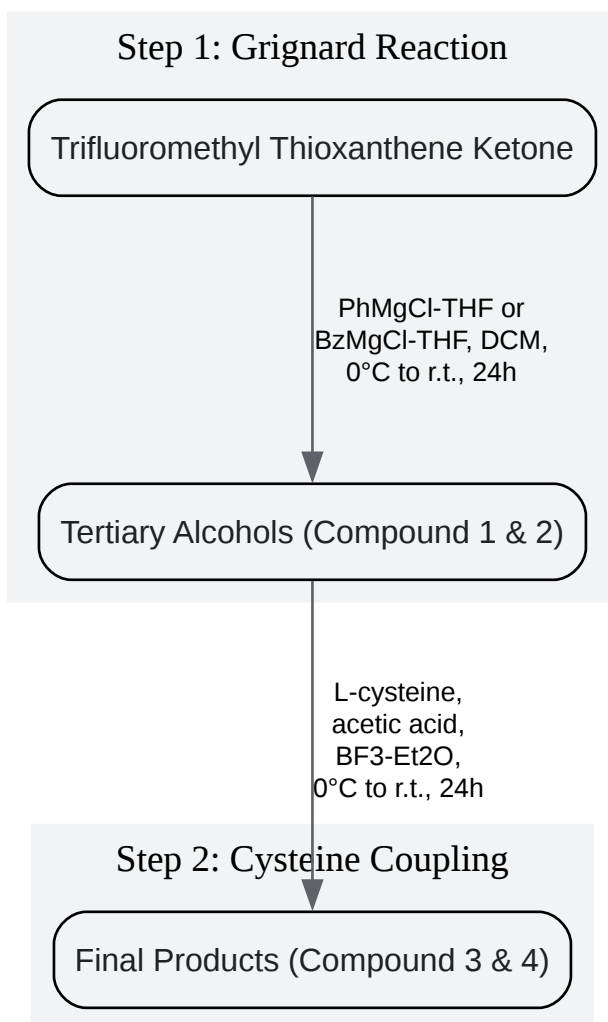 Step 1: Grignard Reaction
Trifluoromethyl Thioxanthene Ketone
PhMgCl-THF or
BzMgCl-THF, DCM,
0°C to r.t., 24h
Tertiary Alcohols (Compound 1 & 2)
L-cysteine,
acetic acid,
BF3-Et2O,
0°C to r.t., 24h
Step 2: Cysteine Coupling
Final Products (Compound 3 & 4)